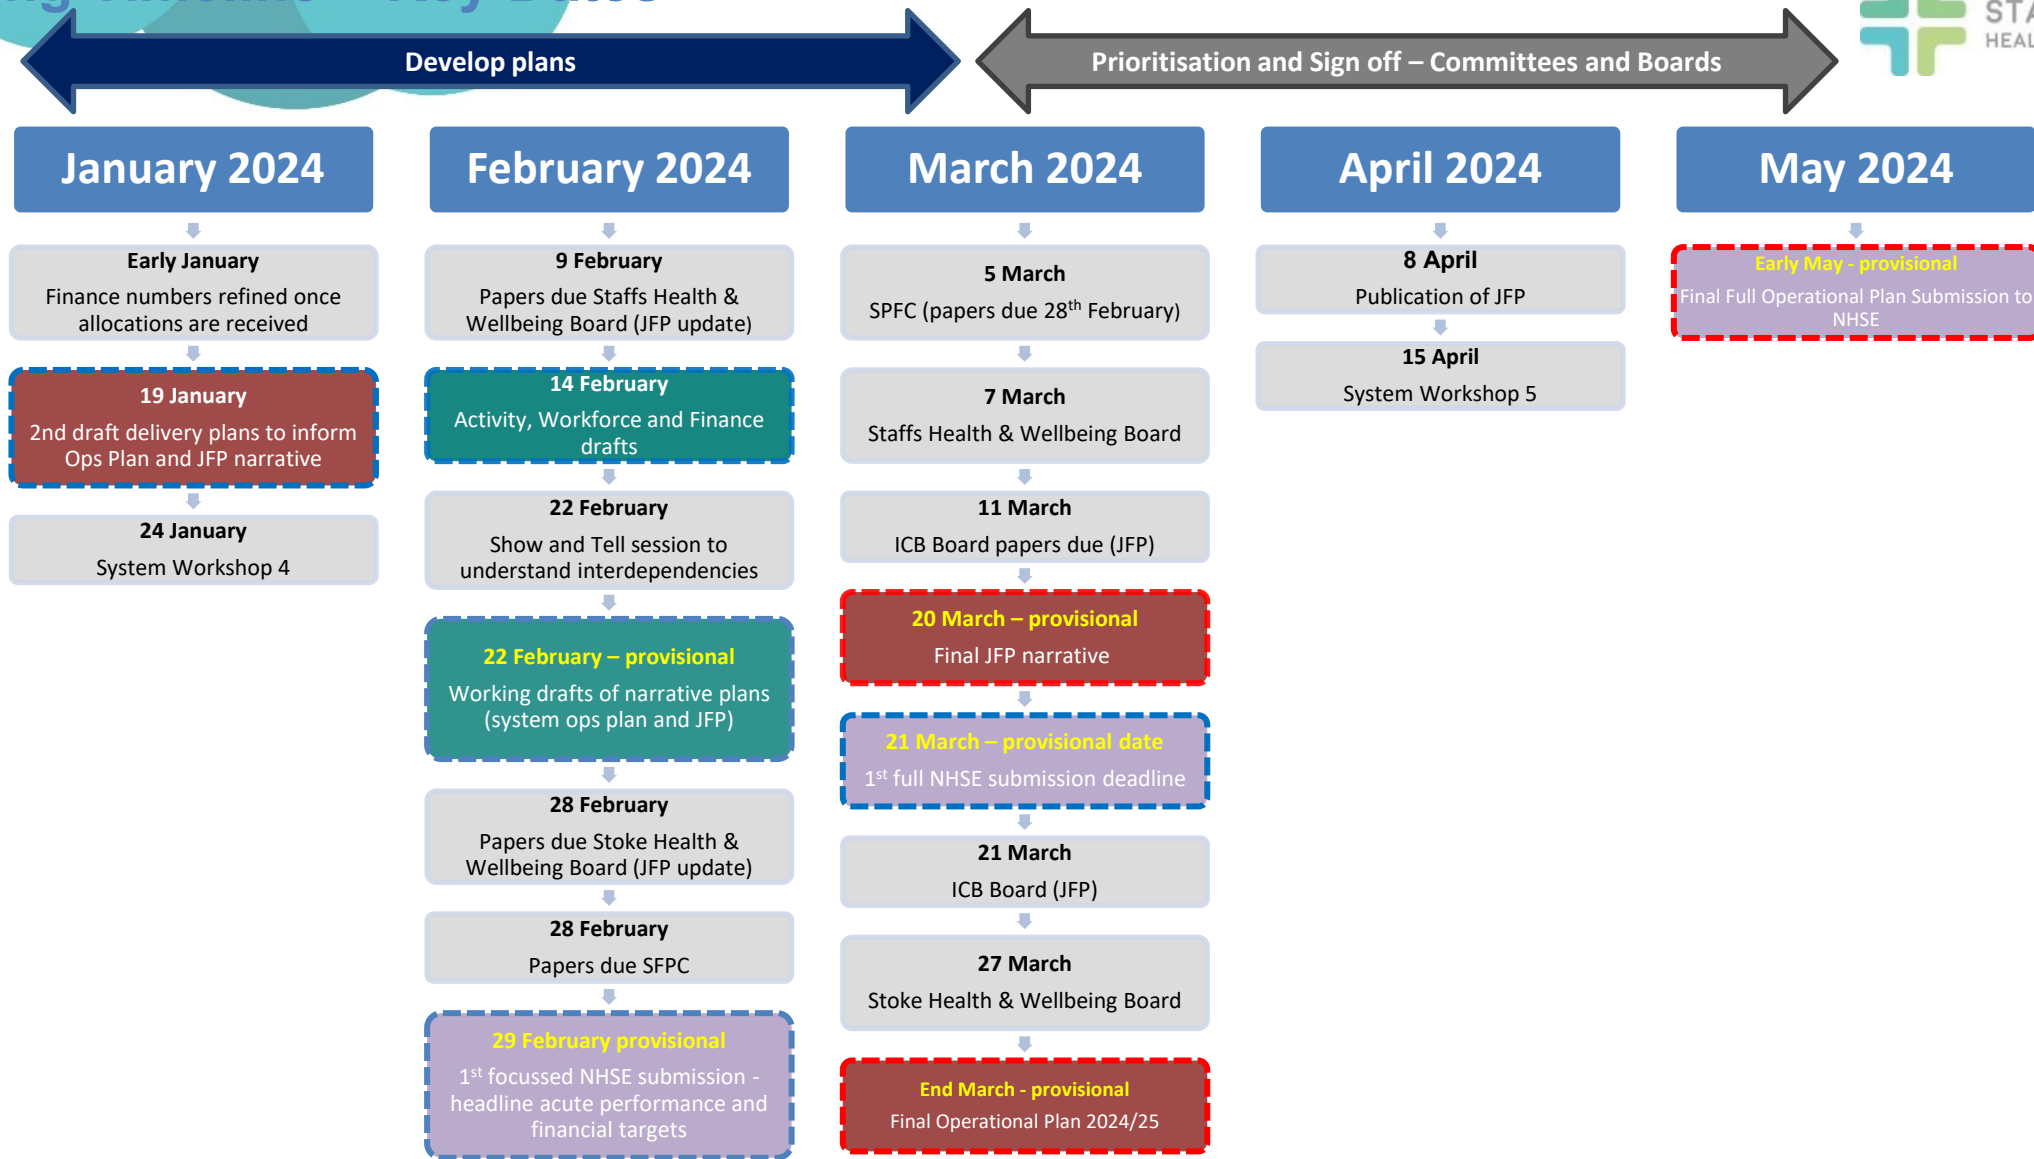 Timeline – Key Dates
STA
HEAL
Develop plans
Prioritisation and Sign off – Committees and Boards
January 2024
Early January
Finance numbers refined once
allocations are received
19 January
2nd draft delivery plans to inform
Ops Plan and JFP narrative
24 January
System Workshop 4
February 2024
9 February
Papers due Staffs Health &
Wellbeing Board (JFP update)
14 February
Activity, Workforce and Finance
drafts
22 February
Show and Tell session to
understand interdependencies
22 February – provisional
Working drafts of narrative plans
(system ops plan and JFP)
28 February
Papers due Stoke Health &
Wellbeing Board (JFP update)
28 February
Papers due SFPC
29 February provisional
1st focussed NHSE submission -
headline acute performance and
financial targets
March 2024
5 March
SPFC (papers due 28th February)
7 March
Staffs Health & Wellbeing Board
11 March
ICB Board papers due (JFP)
20 March – provisional
Final JFP narrative
21 March – provisional date
1st full NHSE submission deadline
21 March
ICB Board (JFP)
27 March
Stoke Health & Wellbeing Board
End March - provisional
Final Operational Plan 2024/25
April 2024
8 April
Publication of JFP
15 April
System Workshop 5
May 2024
Early May - provisional
Final Full Operational Plan Submission to
NHSE